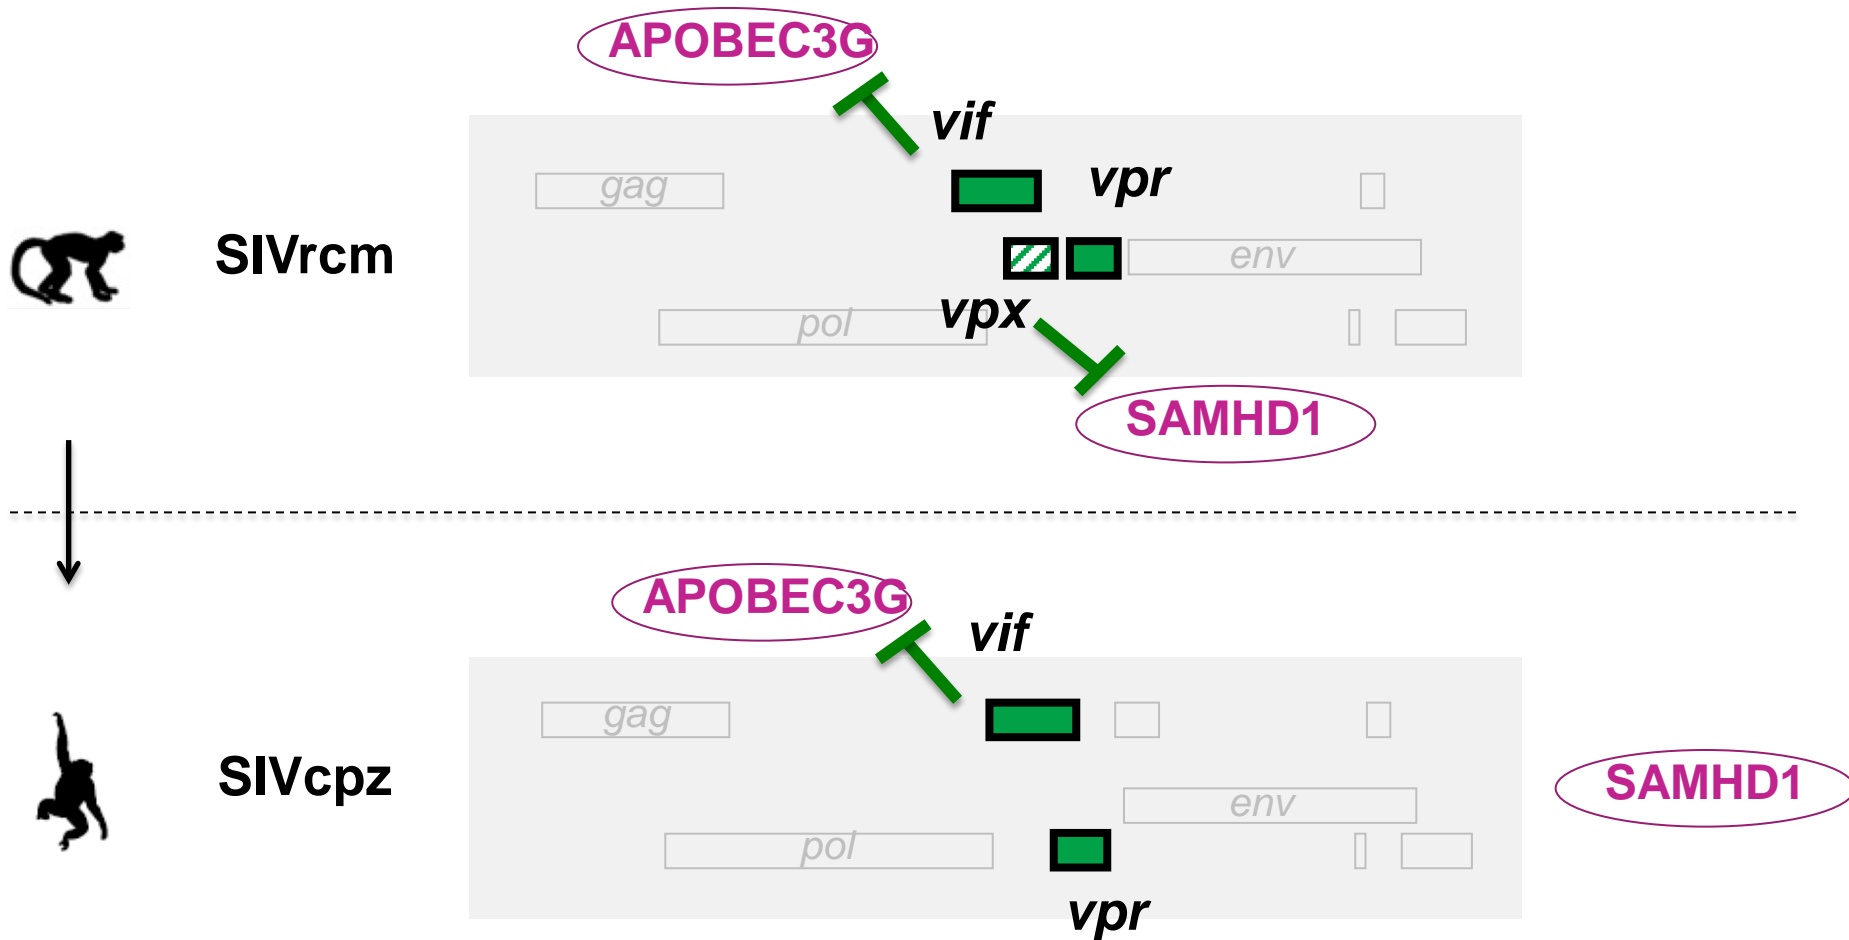 APOBEC3G
vif
vpr
gag
SIVrcm
env
vpx
pol
SAMHD1
APOBEC3G
vif
gag
SIVcpz
SAMHD1
env
pol
vpr